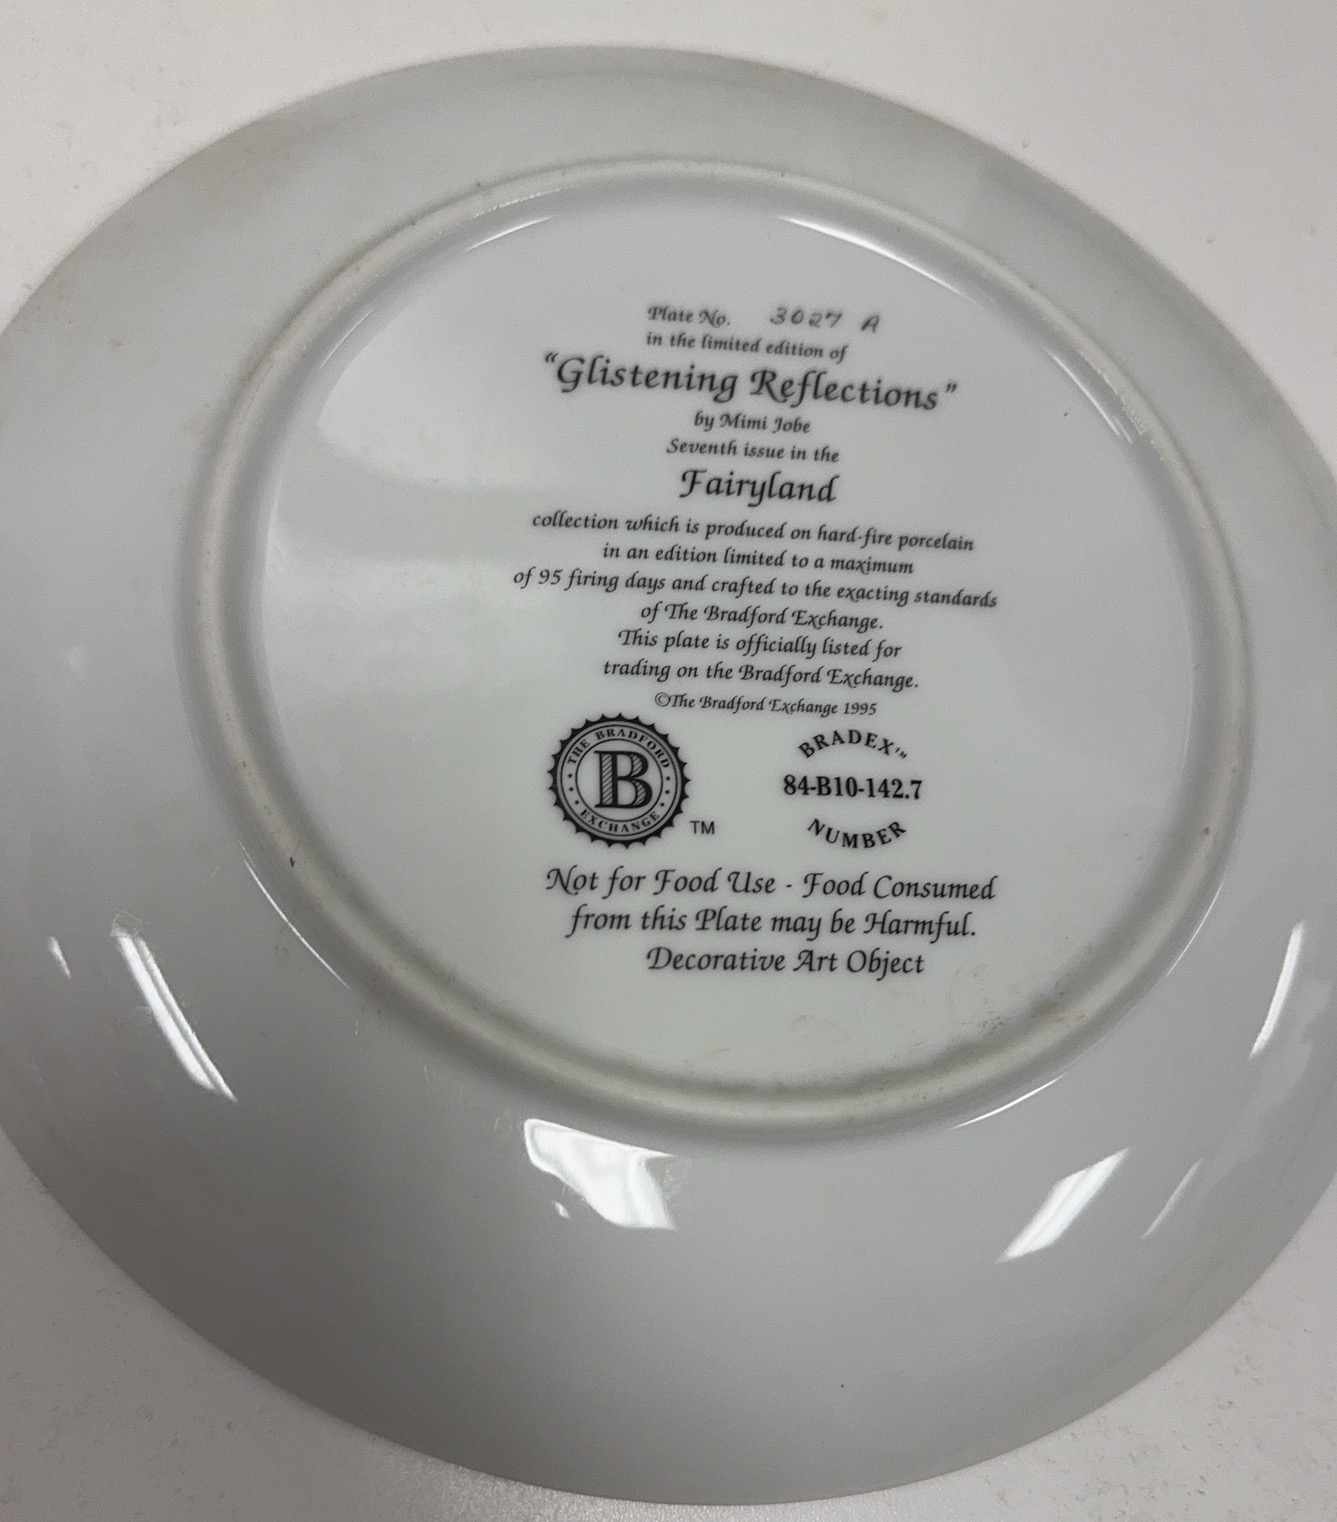 Plate No. 3027 A
in the limited edition of
“Glistening Reflections”
by Mimi Jobe
Seventh issue in the
Fairyland
collection which is produced on hard-fire porcelain
in an edition limited to a maximum
of 95 firing days and crafted to the exacting standards
of The Bradford Exchange.
This plate is officially listed for
trading on the Bradford Exchange.
©The Bradford Exchange 1995
THE BRADFORD
B
EXCHANGE
TM
BRADEX™
84-B10-142.7
NUMBER
Not for Food Use - Food Consumed
from this Plate may be Harmful.
Decorative Art Object